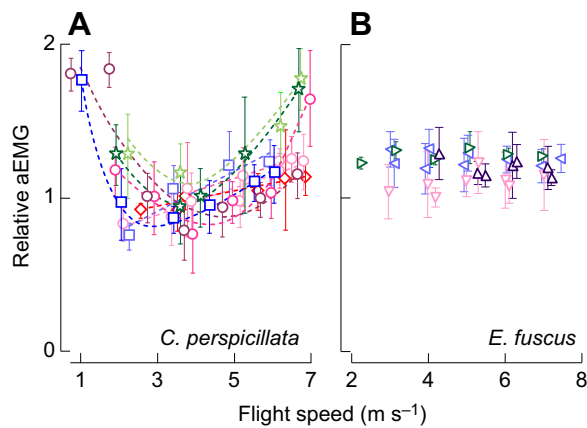 A
B
2
1
0
Relative aEMG
C. perspicillata
E. fuscus
1 3 5 7
2 4 6 8
Flight speed (m s⁻¹)